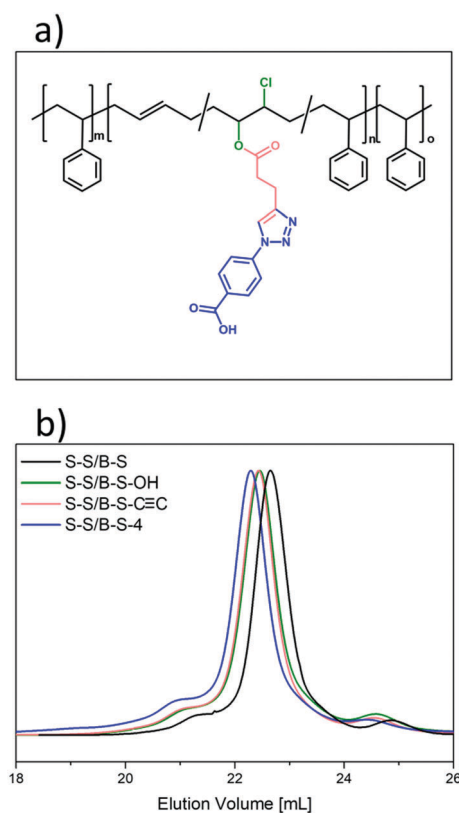 a)
Cl
m
n
o
O
O
N
N
N
O
OH
b)
S-S/B-S
S-S/B-S-OH
S-S/B-S-C≡C
S-S/B-S-4
18 20 22 24 26
Elution Volume [mL]